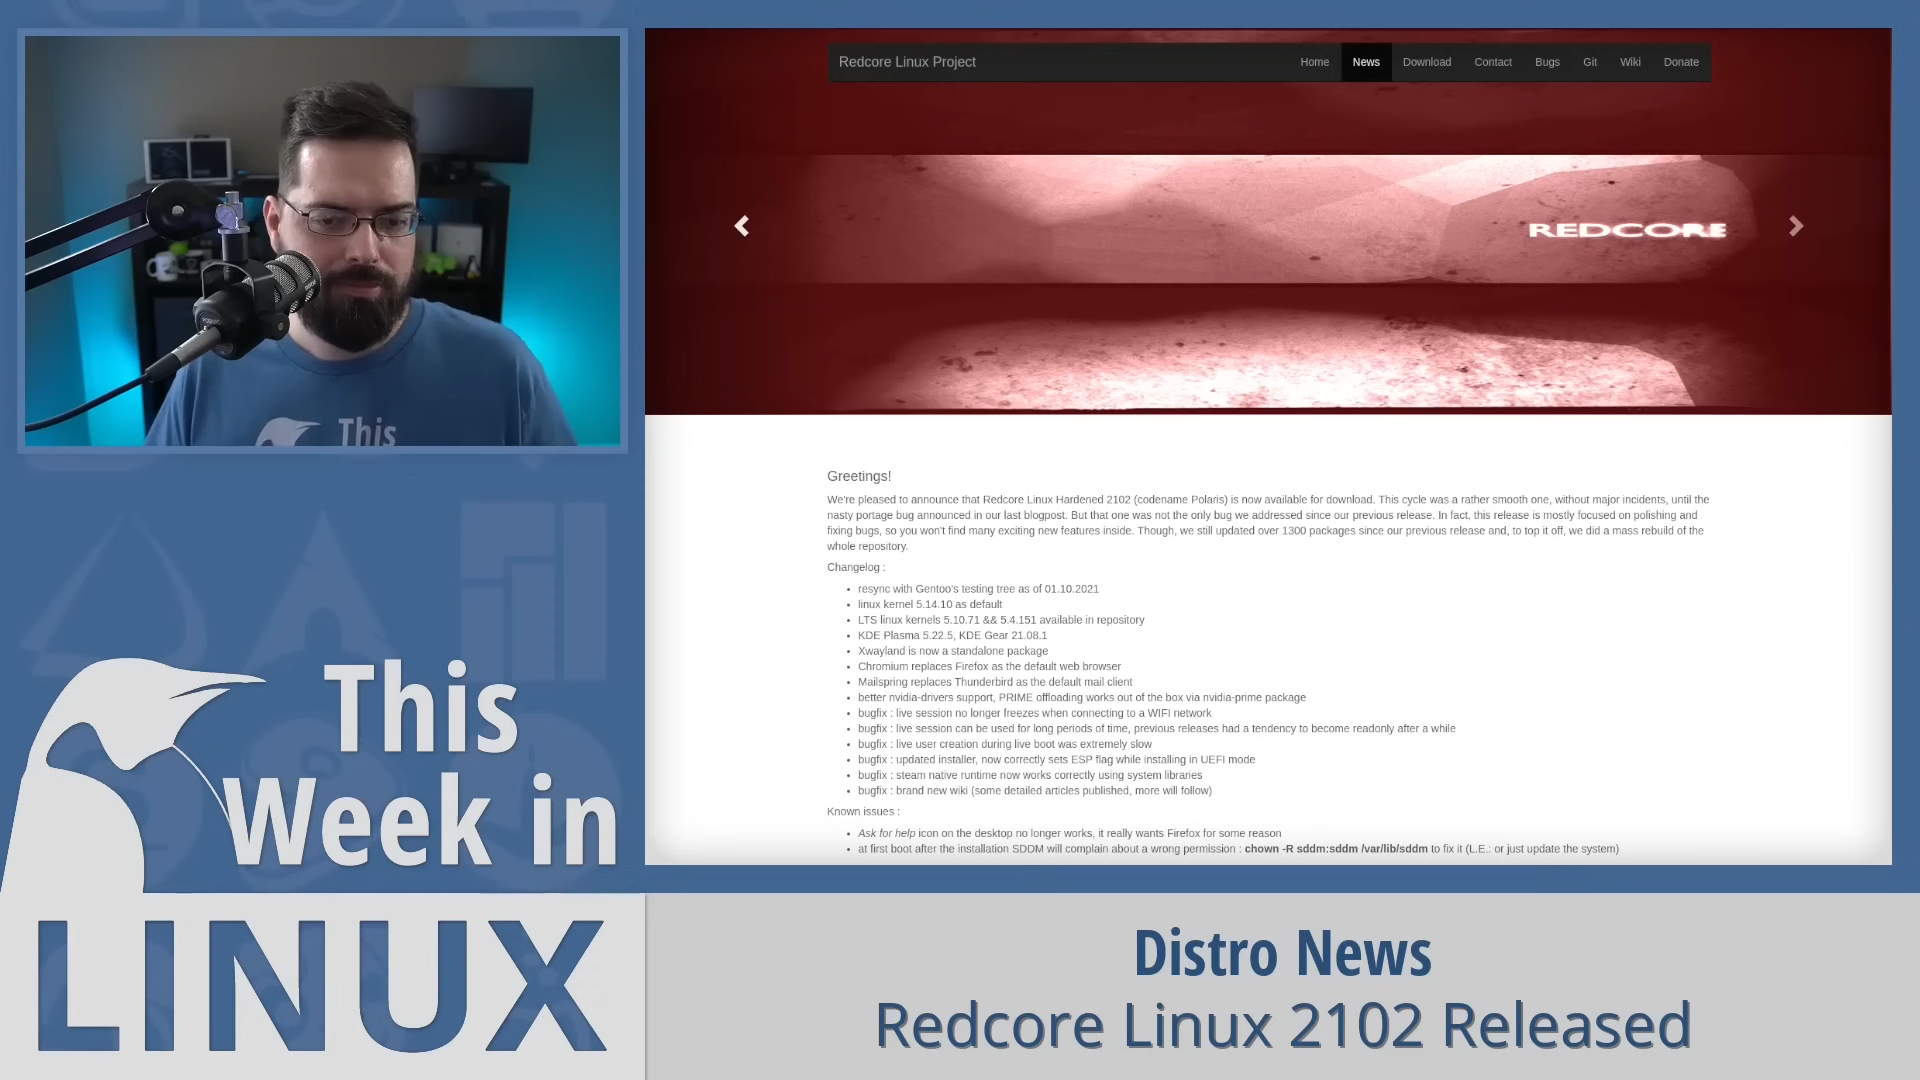 Redcore Linux Project
Home
News
Download
Contact
Bugs
Git
Wiki
Donate
REDCORE
Greetings!
We're pleased to announce that Redcore Linux Hardened 2102 (codename Polaris) is now available for download. This cycle was a rather smooth one, without major incidents, until the
nasty portage bug announced in our last blogpost. But that one was not the only bug we addressed since our previous release. In fact, this release is mostly focused on polishing and
fixing bugs, so you won't find many exciting new features inside. Though, we still updated over 1300 packages since our previous release and, to top it off, we did a mass rebuild of the
whole repository.
Changelog :
• resync with Gentoo's testing tree as of 01.10.2021
• linux kernel 5.14.10 as default
• LTS linux kernels 5.10.71 && 5.4.151 available in repository
• KDE Plasma 5.22.5, KDE Gear 21.08.1
• Xwayland is now a standalone package
• Chromium replaces Firefox as the default web browser
• Mailspring replaces Thunderbird as the default mail client
• better nvidia-drivers support, PRIME offloading works out of the box via nvidia-prime package
• bugfix : live session no longer freezes when connecting to a WIFI network
• bugfix : live session can be used for long periods of time, previous releases had a tendency to become readonly after a while
• bugfix : live user creation during live boot was extremely slow
• bugfix : updated installer, now correctly sets ESP flag while installing in UEFI mode
• bugfix : steam native runtime now works correctly using system libraries
• bugfix : brand new wiki (some detailed articles published, more will follow)
Known issues :
• Ask for help icon on the desktop no longer works, it really wants Firefox for some reason
• at first boot after the installation SDDM will complain about a wrong permission : chown -R sddm:sddm /var/lib/sddm to fix it (L.E.: or just update the system)
This
This
Week in
LINUX
Distro News
Redcore Linux 2102 Released